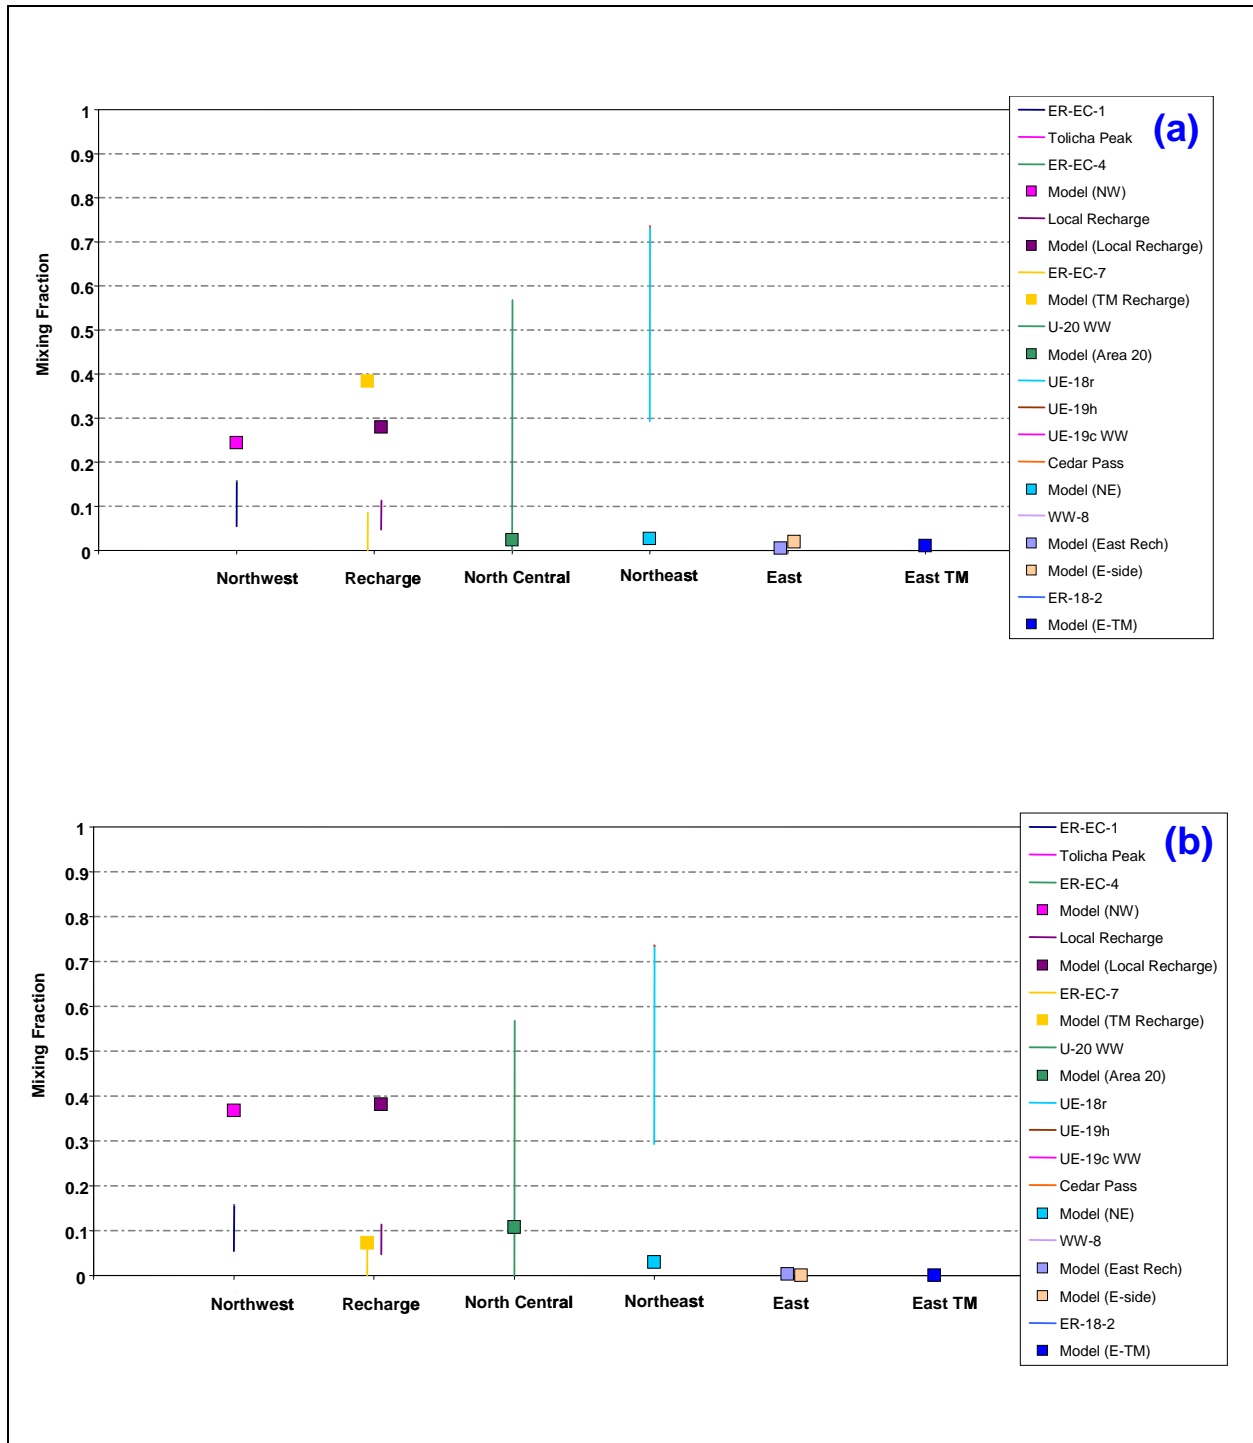 (a)
Mixing Fraction
1
0.9
0.8
0.7
0.6
0.5
0.4
0.3
0.2
0.1
0
Northwest
Recharge
North Central
Northeast
East
East TM
ER-EC-1
Tolicha Peak
ER-EC-4
Model (NW)
Local Recharge
Model (Local Recharge)
ER-EC-7
Model (TM Recharge)
U-20 WW
Model (Area 20)
UE-18r
UE-19h
UE-19c WW
Cedar Pass
Model (NE)
WW-8
Model (East Rech)
Model (E-side)
ER-18-2
Model (E-TM)
(b)
Mixing Fraction
1
0.9
0.8
0.7
0.6
0.5
0.4
0.3
0.2
0.1
0
Northwest
Recharge
North Central
Northeast
East
East TM
ER-EC-1
Tolicha Peak
ER-EC-4
Model (NW)
Local Recharge
Model (Local Recharge)
ER-EC-7
Model (TM Recharge)
U-20 WW
Model (Area 20)
UE-18r
UE-19h
UE-19c WW
Cedar Pass
Model (NE)
WW-8
Model (East Rech)
Model (E-side)
ER-18-2
Model (E-TM)